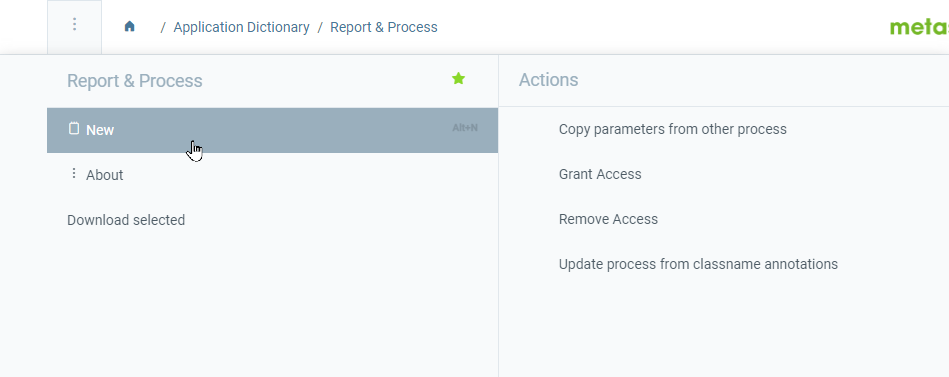 / Application Dictionary / Report & Process
metas
Report & Process
New Alt+N
About
Download selected
Actions
Copy parameters from other process
Grant Access
Remove Access
Update process from classname annotations